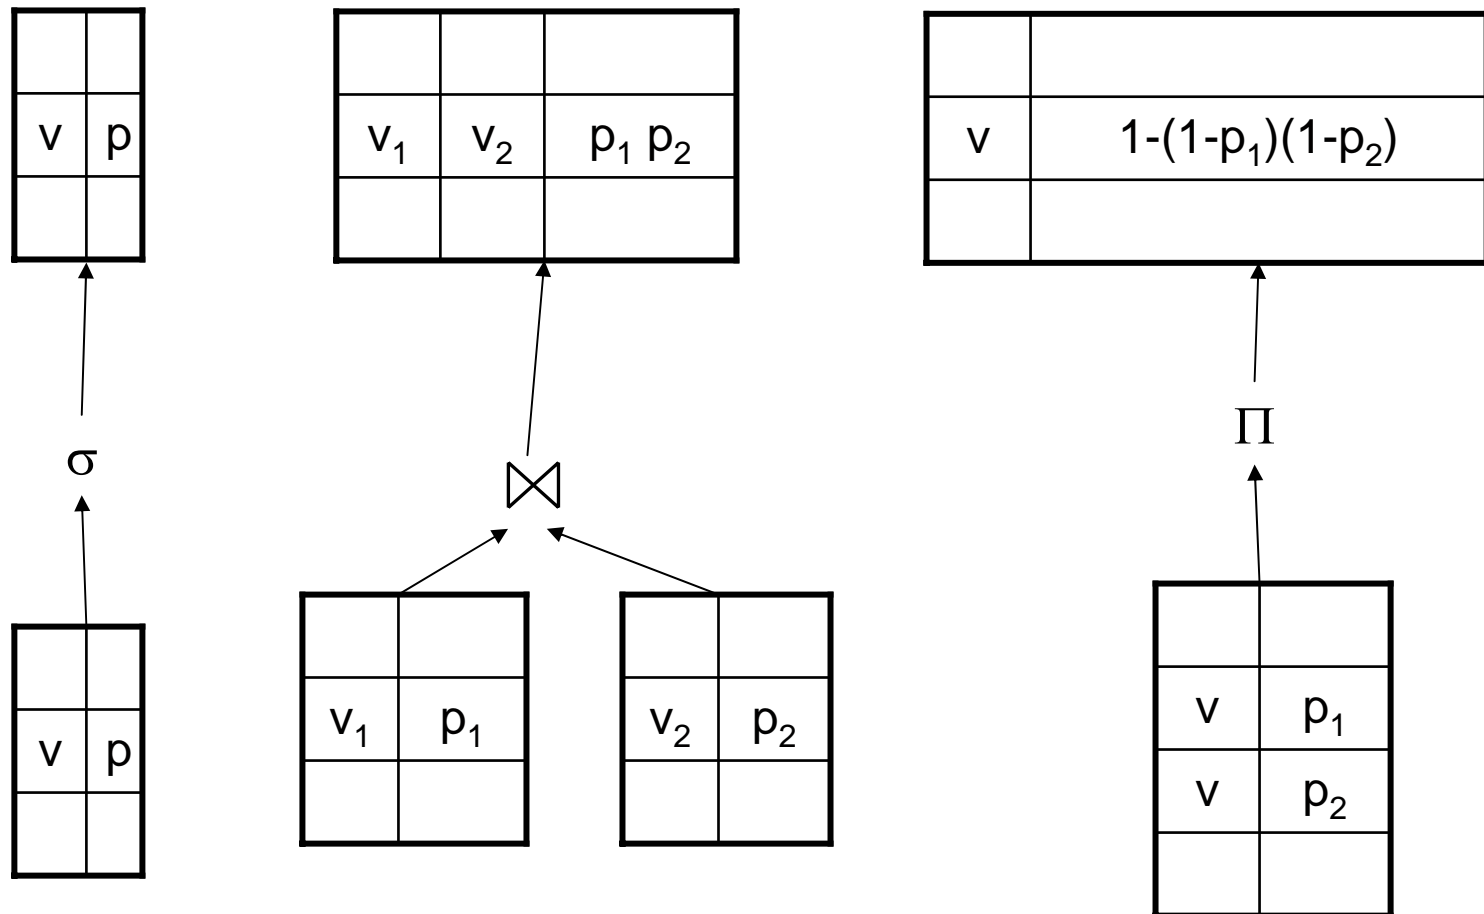 v p
v₁ v₂ p₁ p₂
v 1-(1-p₁)(1-p₂)
σ
⋈
Π
v p
v₁ p₁
v₂ p₂
v p₁
v p₂